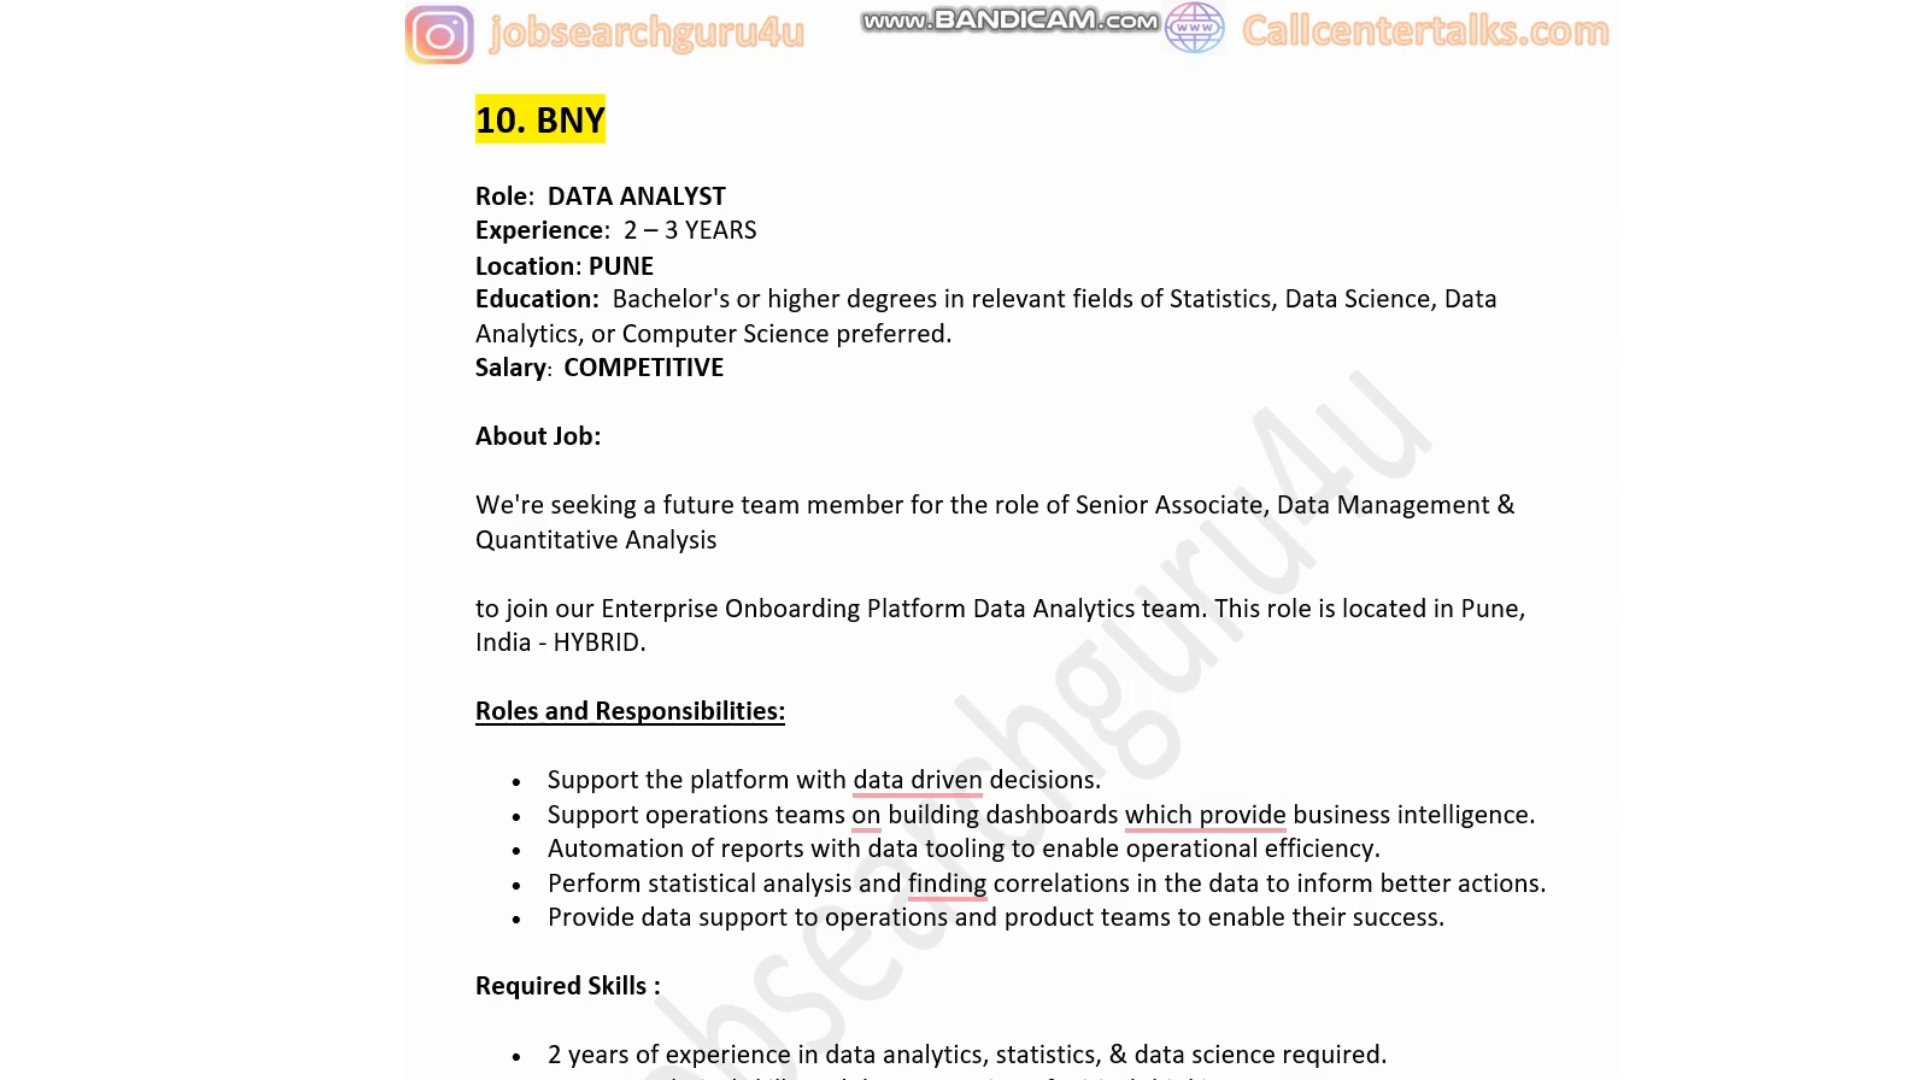 jobsearchguru4u
www.BANDICAM.com
www
Callcentertalks.com
10. BNY
Role: DATA ANALYST
Experience: 2 – 3 YEARS
Location: PUNE
Education: Bachelor's or higher degrees in relevant fields of Statistics, Data Science, Data
Analytics, or Computer Science preferred.
Salary: COMPETITIVE
About Job:
We're seeking a future team member for the role of Senior Associate, Data Management &
Quantitative Analysis
to join our Enterprise Onboarding Platform Data Analytics team. This role is located in Pune,
India - HYBRID.
Roles and Responsibilities:
• Support the platform with data driven decisions.
• Support operations teams on building dashboards which provide business intelligence.
• Automation of reports with data tooling to enable operational efficiency.
• Perform statistical analysis and finding correlations in the data to inform better actions.
• Provide data support to operations and product teams to enable their success.
Required Skills :
• 2 years of experience in data analytics, statistics, & data science required.
jobsearchguru4u